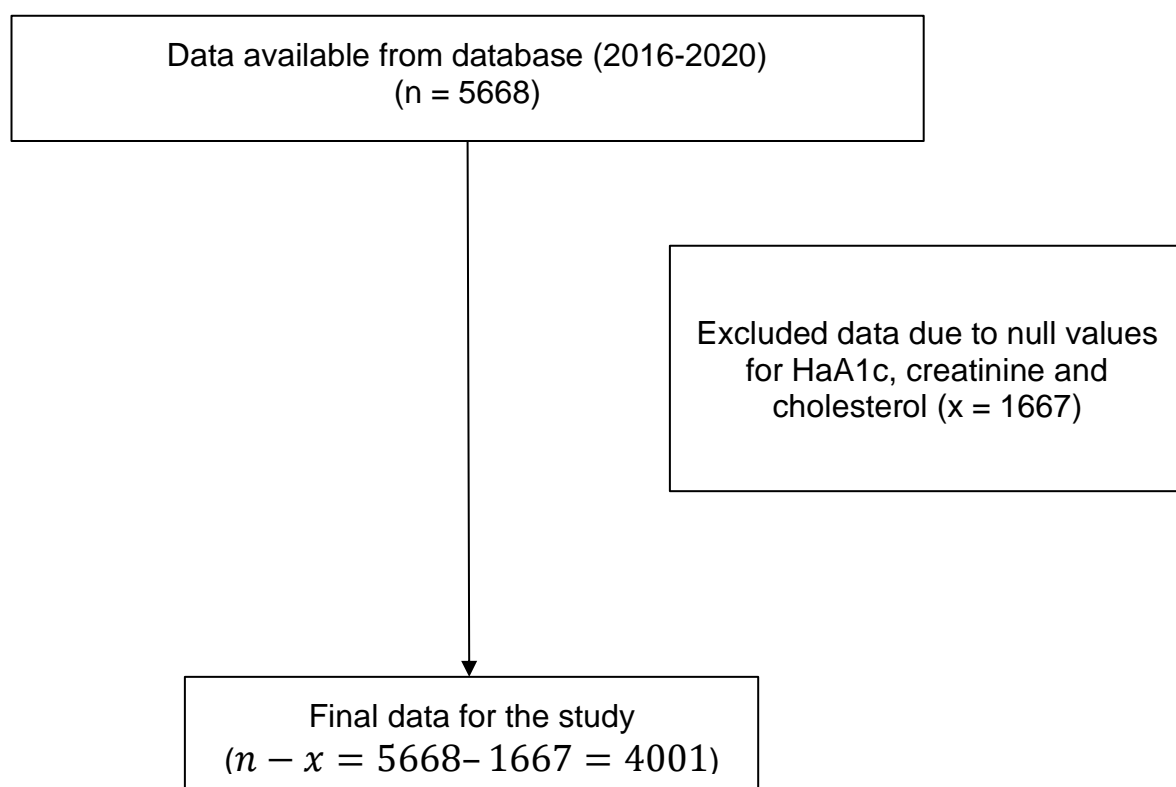 Data available from database (2016-2020)
(n = 5668)
Excluded data due to null values
for HaA1c, creatinine and
cholesterol (x = 1667)
Final data for the study
(𝑛 − 𝑥 = 5668– 1667 = 4001)